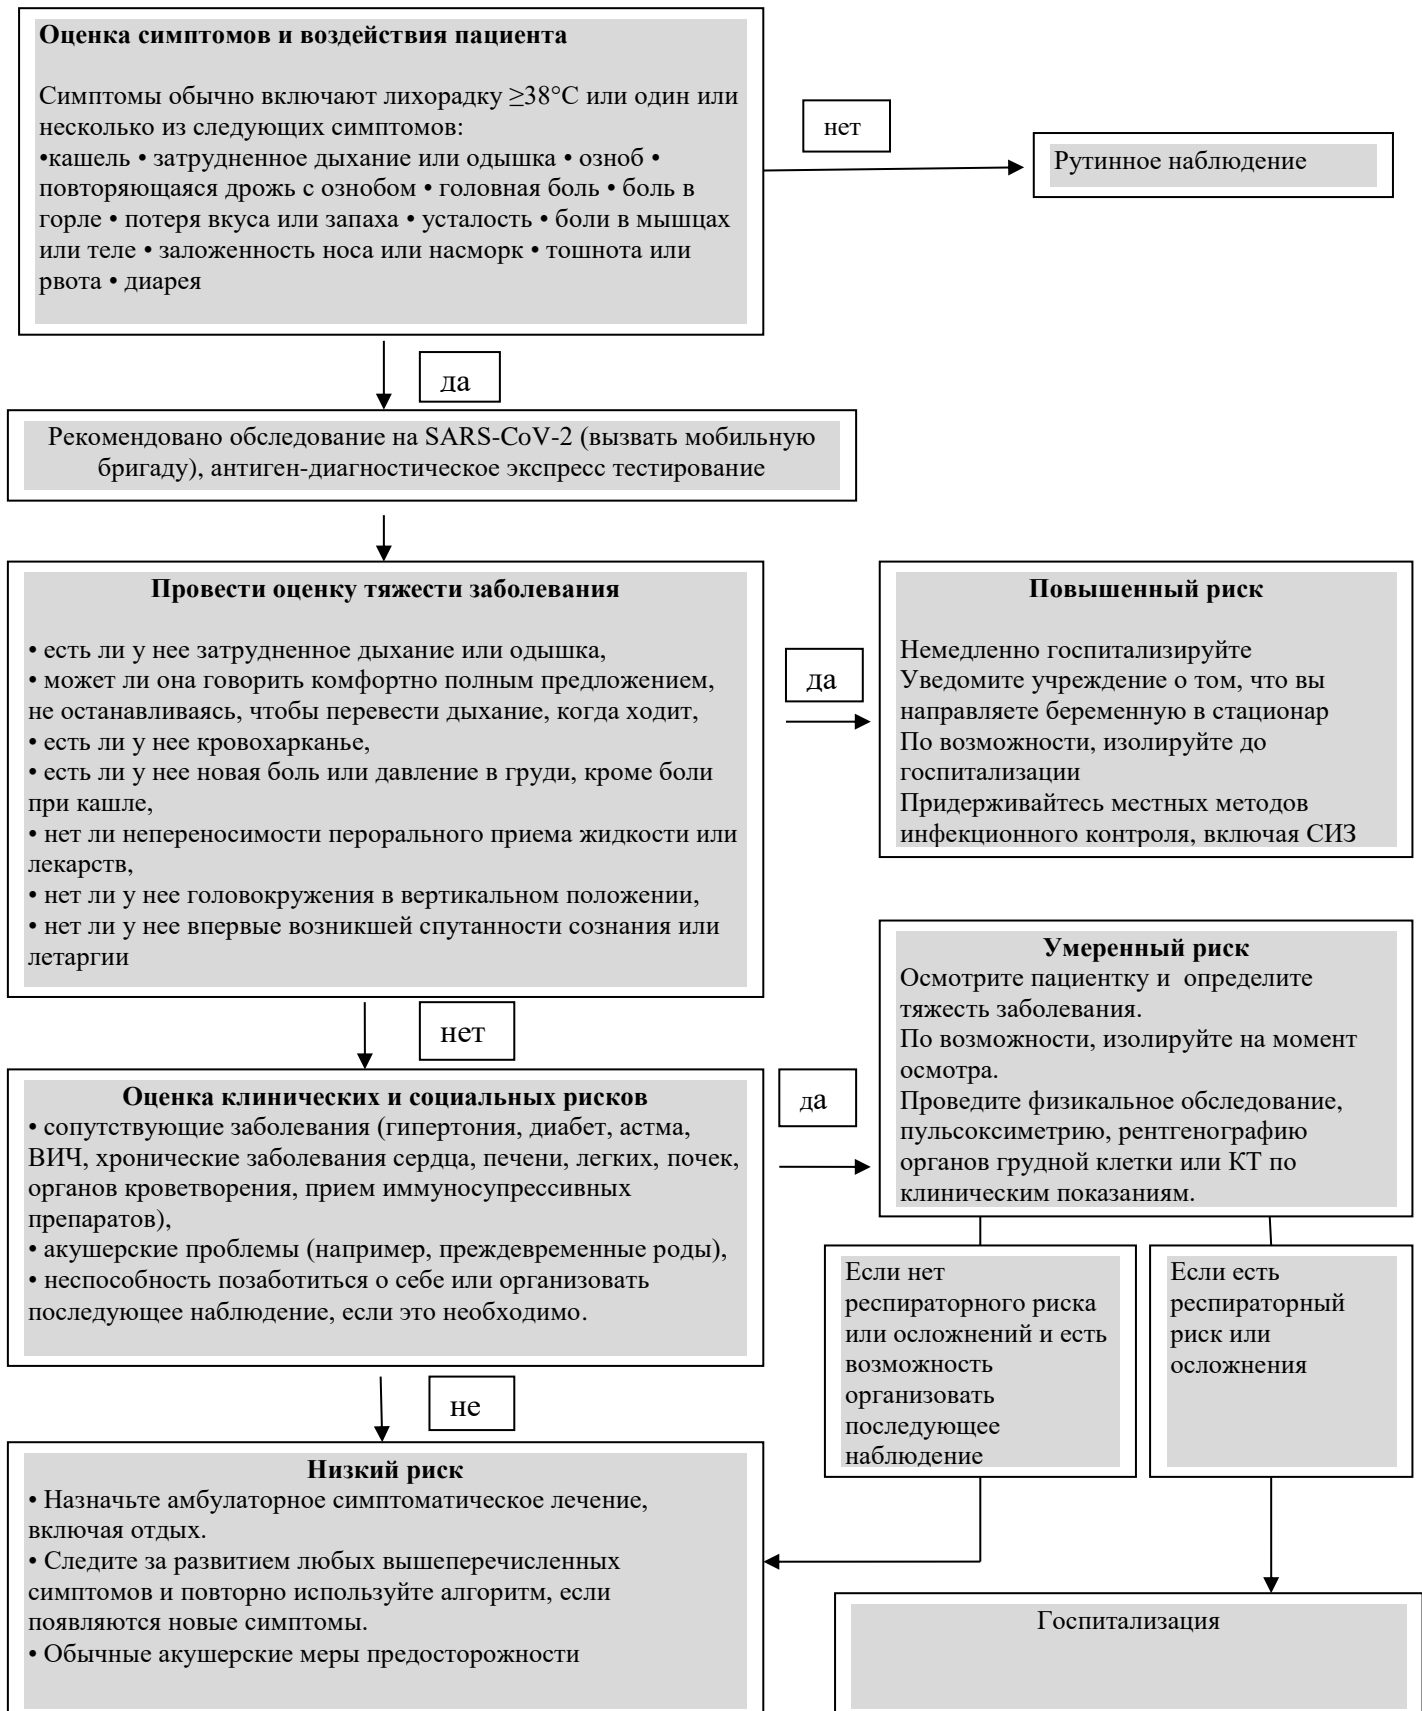 Оценка симптомов и воздействия пациента
Симптомы обычно включают лихорадку ≥38°C или один или
несколько из следующих симптомов:
•кашель • затрудненное дыхание или одышка • озноб •
повторяющаяся дрожь с ознобом • головная боль • боль в
горле • потеря вкуса или запаха • усталость • боли в мышцах
или теле • заложенность носа или насморк • тошнота или
рвота • диарея
нет
Рутинное наблюдение
да
Рекомендовано обследование на SARS-CoV-2 (вызвать мобильную
бригаду), антиген-диагностическое экспресс тестирование
Провести оценку тяжести заболевания
• есть ли у нее затрудненное дыхание или одышка,
• может ли она говорить комфортно полным предложением,
не останавливаясь, чтобы перевести дыхание, когда ходит,
• есть ли у нее кровохарканье,
• есть ли у нее новая боль или давление в груди, кроме боли
при кашле,
• нет ли непереносимости перорального приема жидкости или
лекарств,
• нет ли у нее головокружения в вертикальном положении,
• нет ли у нее впервые возникшей спутанности сознания или
летаргии
да
Повышенный риск
Немедленно госпитализируйте
Уведомите учреждение о том, что вы
направляете беременную в стационар
По возможности, изолируйте до
госпитализации
Придерживайтесь местных методов
инфекционного контроля, включая СИЗ
нет
Оценка клинических и социальных рисков
• сопутствующие заболевания (гипертония, диабет, астма,
ВИЧ, хронические заболевания сердца, печени, легких, почек,
органов кроветворения, прием иммуносупрессивных
препаратов),
• акушерские проблемы (например, преждевременные роды),
• неспособность позаботиться о себе или организовать
последующее наблюдение, если это необходимо.
да
Умеренный риск
Осмотрите пациентку и  определите
тяжесть заболевания.
По возможности, изолируйте на момент
осмотра.
Проведите физикальное обследование,
пульсоксиметрию, рентгенографию
органов грудной клетки или КТ по
клиническим показаниям.
Если нет
респираторного риска
или осложнений и есть
возможность
организовать
последующее
наблюдение
Если есть
респираторный
риск или
осложнения
не
Низкий риск
• Назначьте амбулаторное симптоматическое лечение,
включая отдых.
• Следите за развитием любых вышеперечисленных
симптомов и повторно используйте алгоритм, если
появляются новые симптомы.
• Обычные акушерские меры предосторожности
Госпитализация